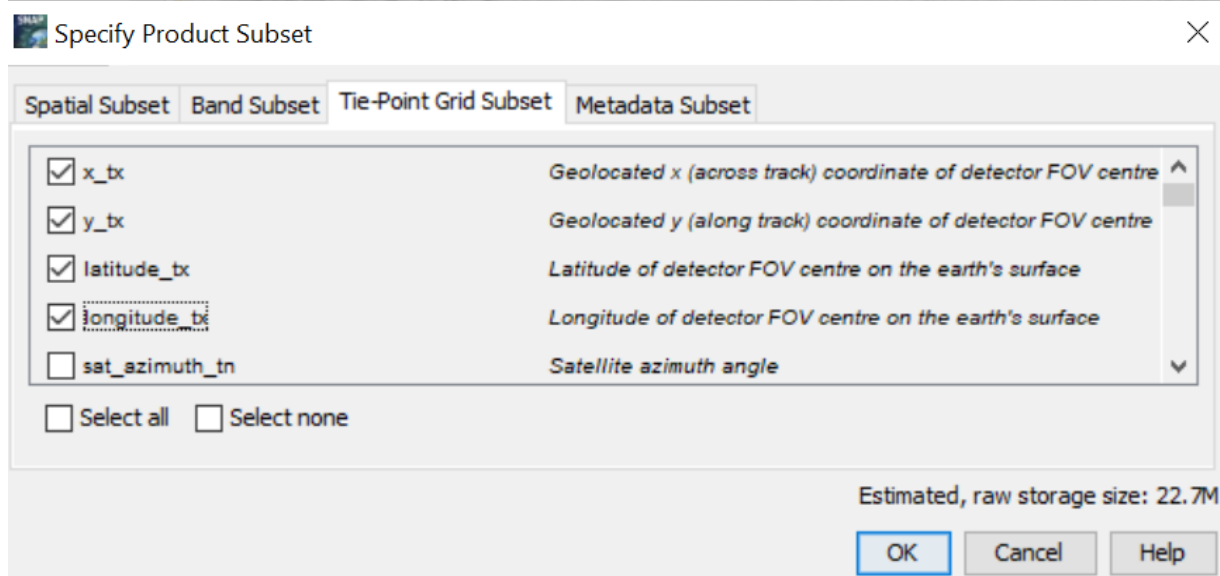 SNAP
Specify Product Subset
Spatial Subset Band Subset Tie-Point Grid Subset Metadata Subset
x_tx Geolocated x (across track) coordinate of detector FOV centre
y_tx Geolocated y (along track) coordinate of detector FOV centre
latitude_tx Latitude of detector FOV centre on the earth's surface
longitude_tx Longitude of detector FOV centre on the earth's surface
sat_azimuth_tn Satellite azimuth angle
Select all Select none
Estimated, raw storage size: 22.7M
OK Cancel Help